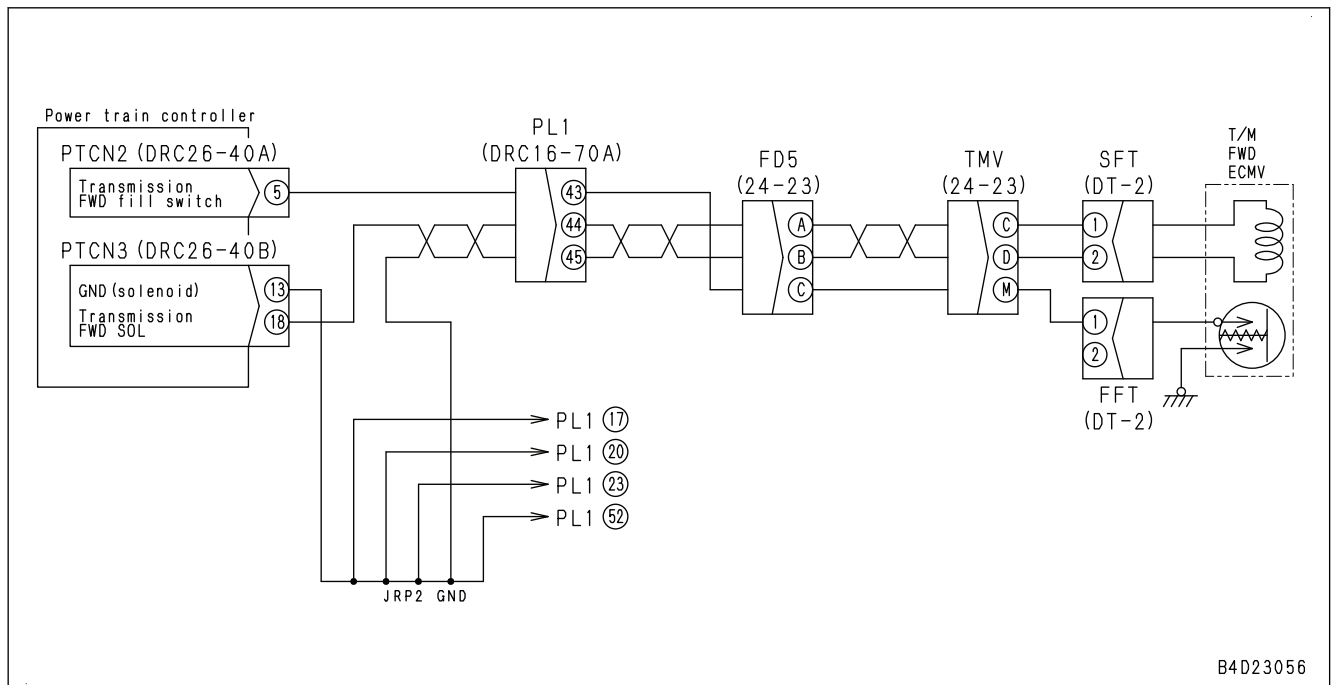 Power train controller
PTCN2 (DRC26-40A)
Transmission
FWD fill switch
5
PTCN3 (DRC26-40B)
GND (solenoid)
13
Transmission
FWD SOL
18
PL1
(DRC16-70A)
43
44
45
FD5
(24-23)
A
B
C
TMV
(24-23)
C
D
M
SFT
(DT-2)
1
2
1
2
FFT
(DT-2)
T/M
FWD
ECMV
PL1 17
PL1 20
PL1 23
PL1 52
JRP2 GND
B4D23056